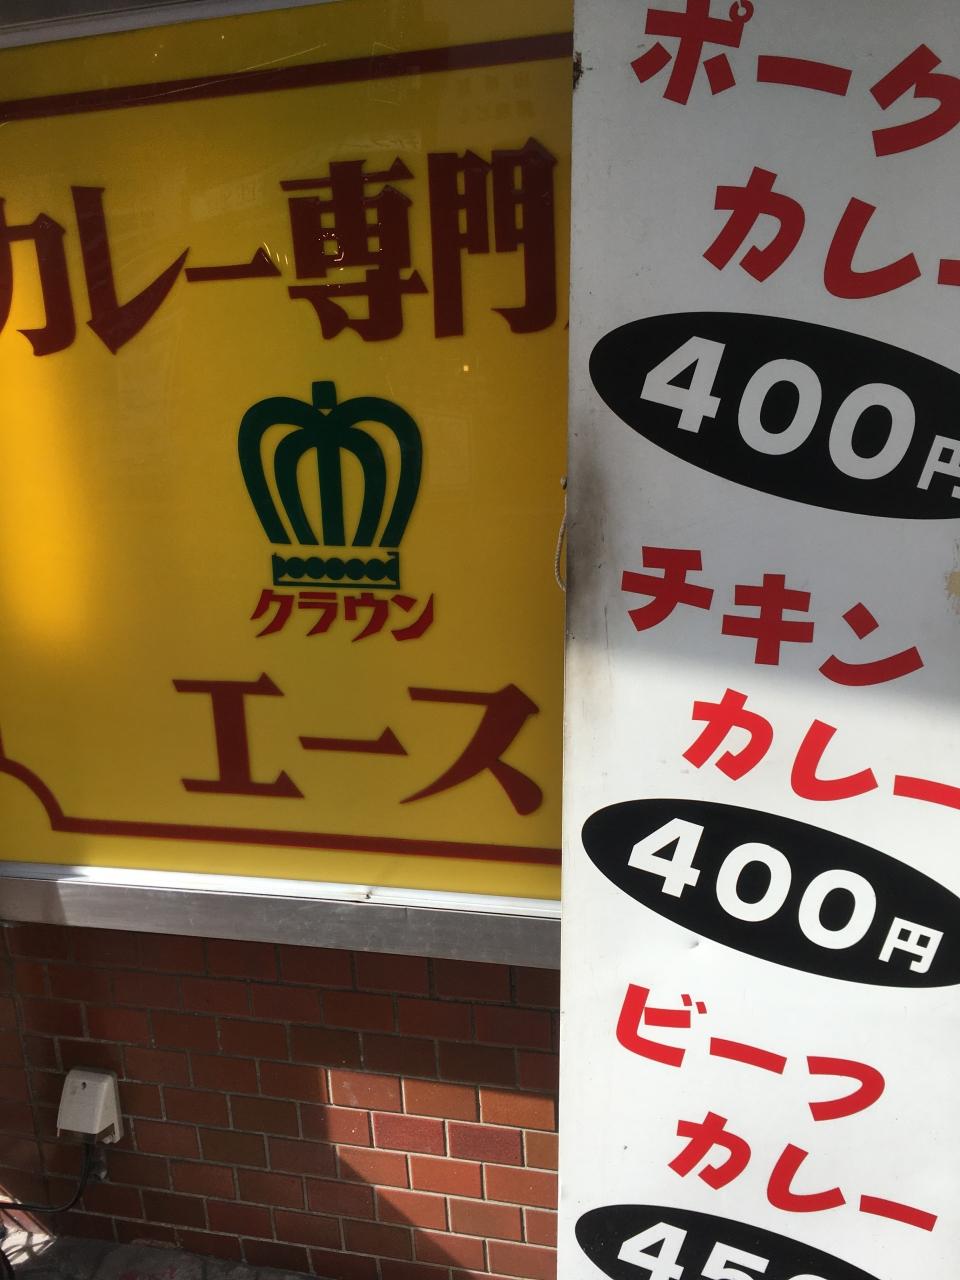 カレー専門
クラウン
エース
ポーク
カレー
400円
チキン
カレー
400円
ビーフ
カレー
45